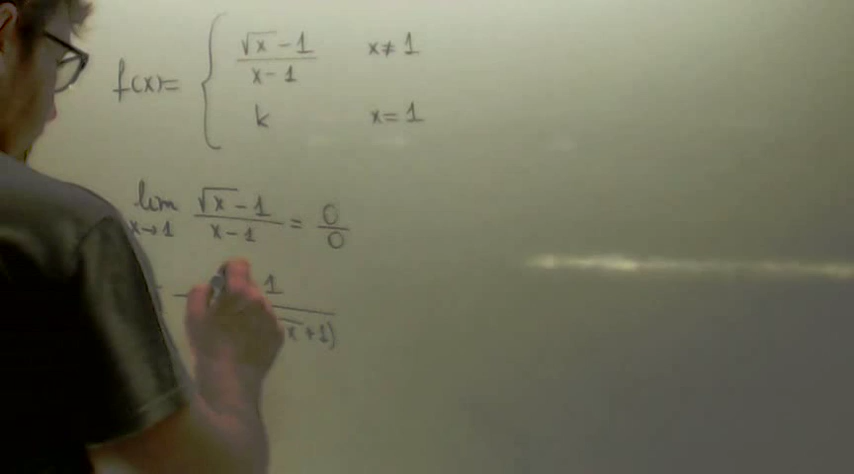 f(x)= { √x - 1 / x - 1 x ≠ 1
k x = 1
lim x→1 √x - 1 / x - 1 = 0 / 0
1 / √x + 1)